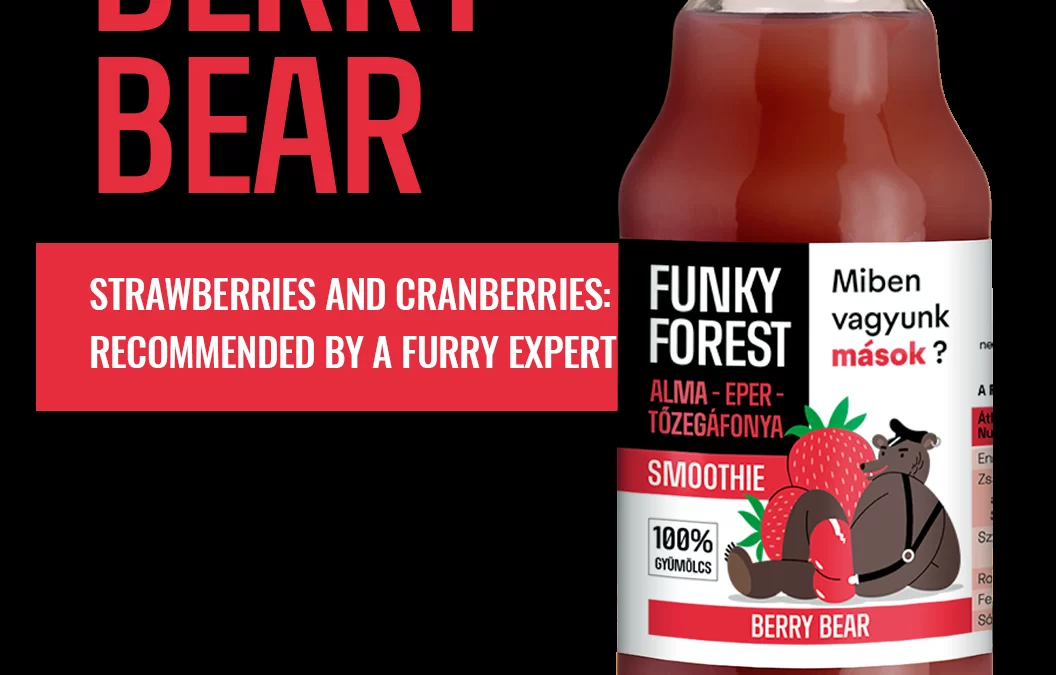 BERRY
BEAR
STRAWBERRIES AND CRANBERRIES:
RECOMMENDED BY A FURRY EXPERT
FUNKY
FOREST
ALMA - EPER -
TŐZEGÁFONYA
SMOOTHIE
100%
GYÜMÖLCS
BERRY BEAR
Miben
vagyunk
mások ?